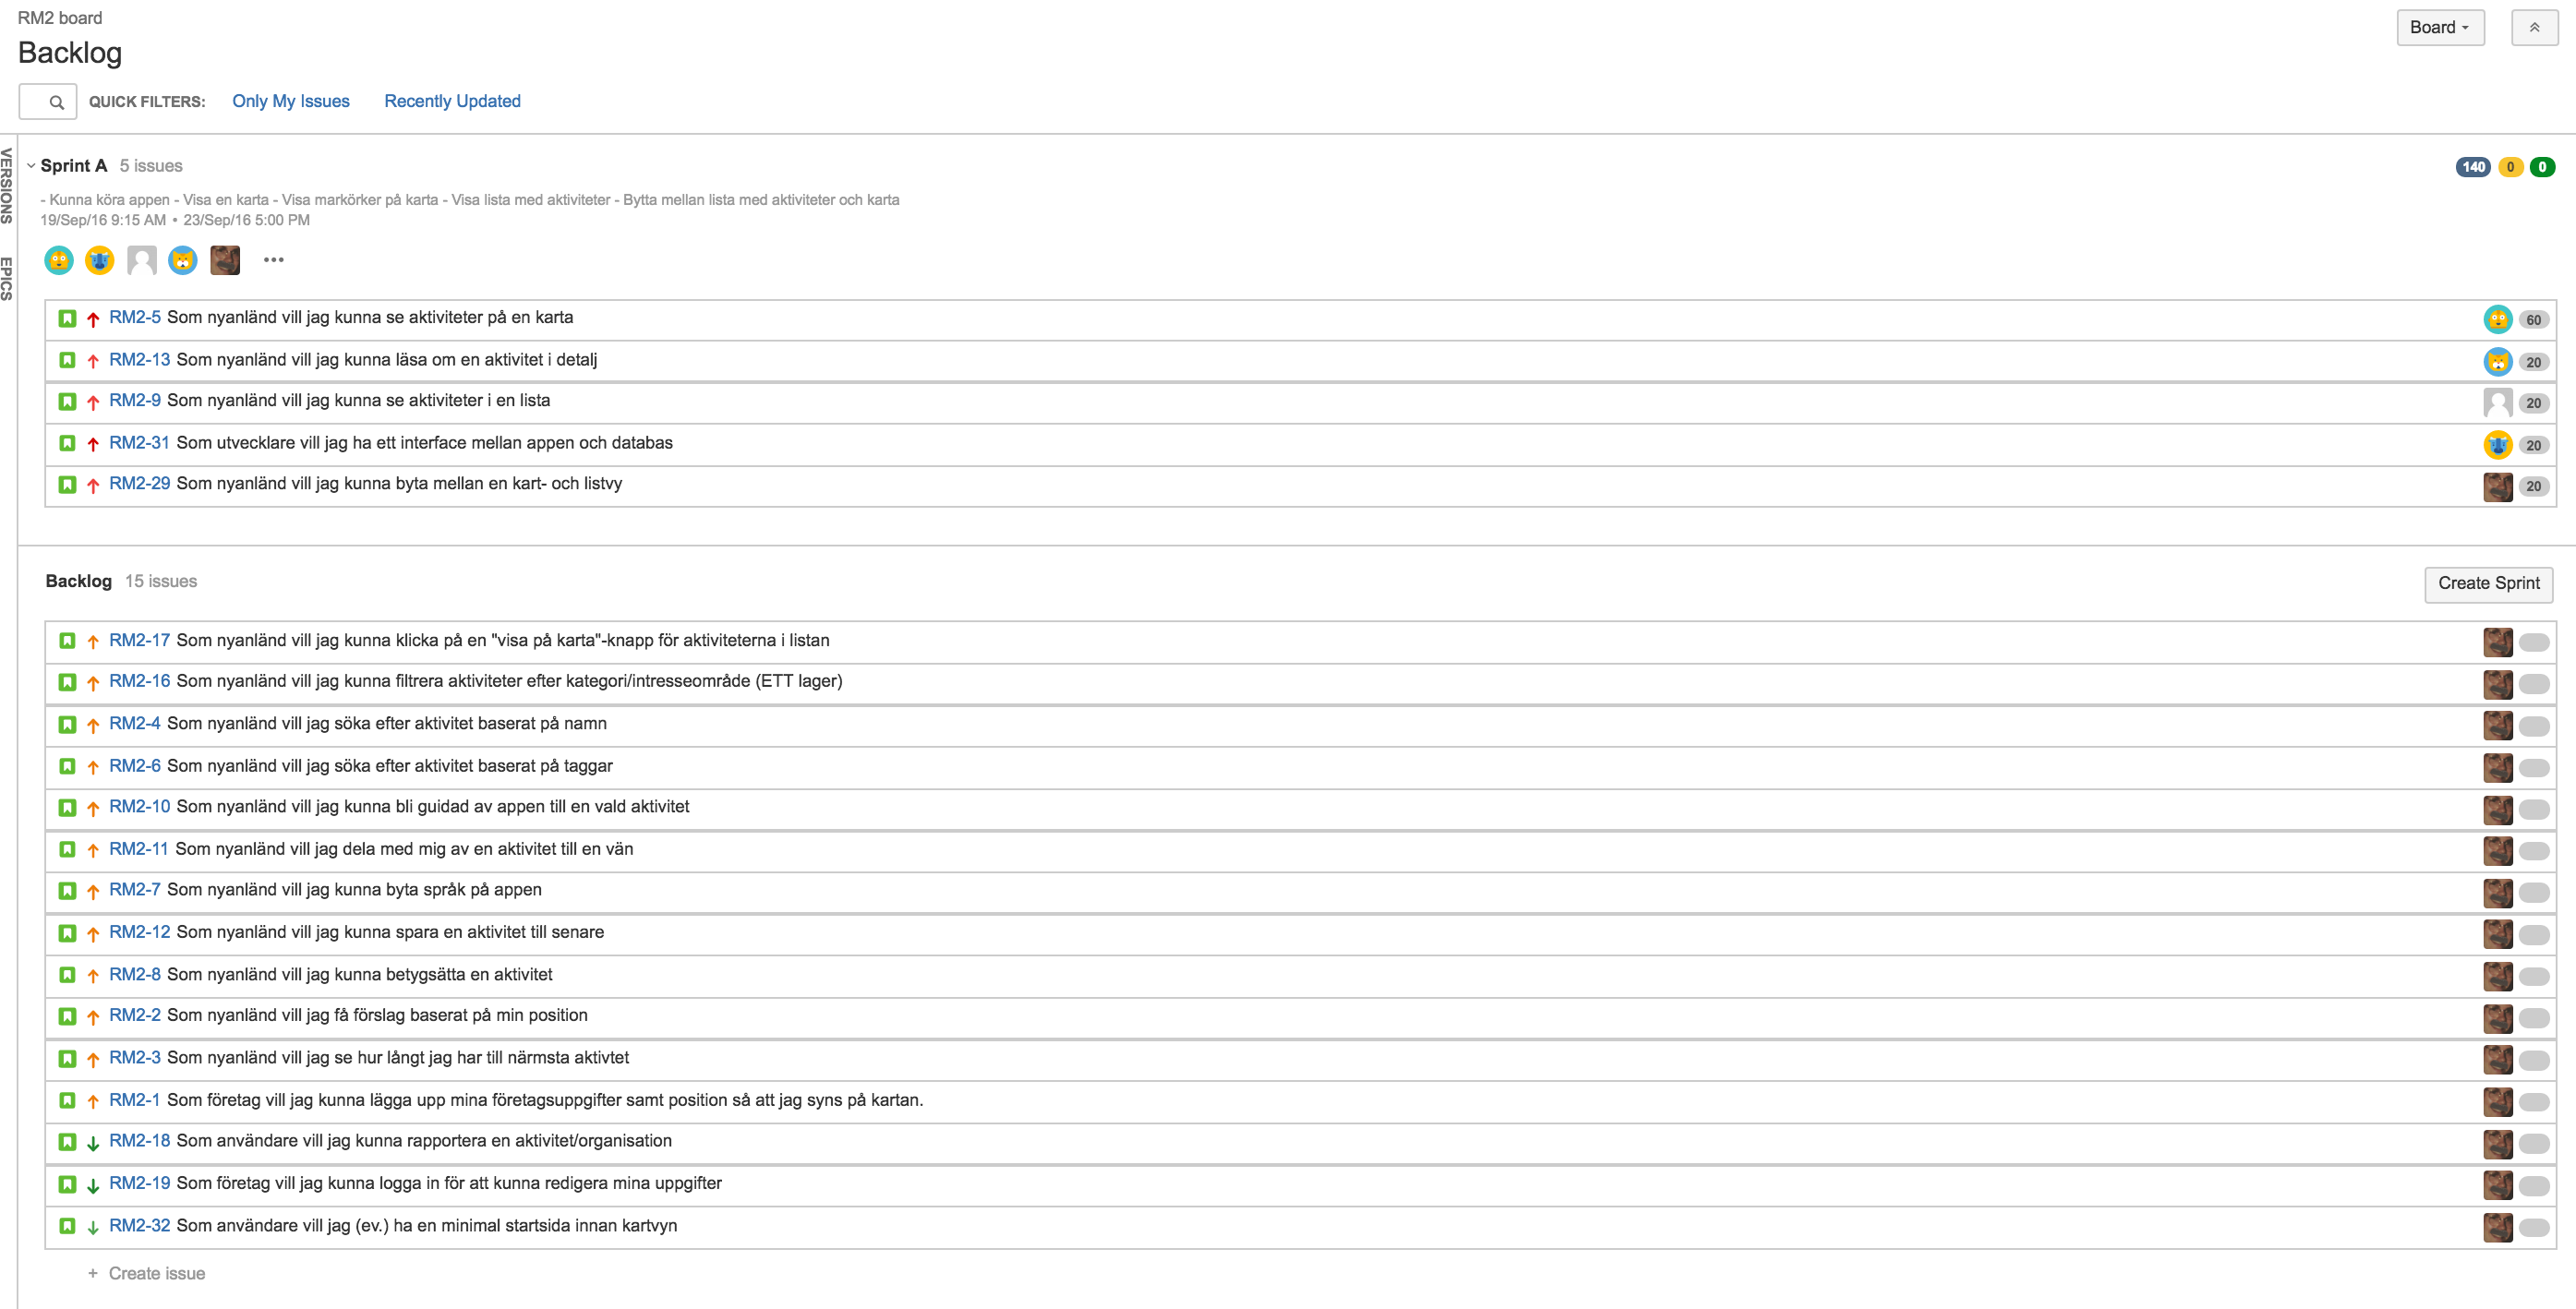 RM2 board
Board
Backlog
QUICK FILTERS: Only My Issues Recently Updated
VERSIONS
EPICS
Sprint A 5 issues 140 0 0
- Kunna köra appen - Visa en karta - Visa markörker på karta - Visa lista med aktiviteter - Bytta mellan lista med aktiviteter och karta
19/Sep/16 9:15 AM • 23/Sep/16 5:00 PM
RM2-5 Som nyanländ vill jag kunna se aktiviteter på en karta 60
RM2-13 Som nyanländ vill jag kunna läsa om en aktivitet i detalj 20
RM2-9 Som nyanländ vill jag kunna se aktiviteter i en lista 20
RM2-31 Som utvecklare vill jag ha ett interface mellan appen och databas 20
RM2-29 Som nyanländ vill jag kunna byta mellan en kart- och listvy 20
Backlog 15 issues Create Sprint
RM2-17 Som nyanländ vill jag kunna klicka på en "visa på karta"-knapp för aktiviteterna i listan
RM2-16 Som nyanländ vill jag kunna filtrera aktiviteter efter kategori/intresseområde (ETT lager)
RM2-4 Som nyanländ vill jag söka efter aktivitet baserat på namn
RM2-6 Som nyanländ vill jag söka efter aktivitet baserat på taggar
RM2-10 Som nyanländ vill jag kunna bli guidad av appen till en vald aktivitet
RM2-11 Som nyanländ vill jag dela med mig av en aktivitet till en vän
RM2-7 Som nyanländ vill jag kunna byta språk på appen
RM2-12 Som nyanländ vill jag kunna spara en aktivitet till senare
RM2-8 Som nyanländ vill jag kunna betygsätta en aktivitet
RM2-2 Som nyanländ vill jag få förslag baserat på min position
RM2-3 Som nyanländ vill jag se hur långt jag har till närmsta aktivtet
RM2-1 Som företag vill jag kunna lägga upp mina företagsuppgifter samt position så att jag syns på kartan.
RM2-18 Som användare vill jag kunna rapportera en aktivitet/organisation
RM2-19 Som företag vill jag kunna logga in för att kunna redigera mina uppgifter
RM2-32 Som användare vill jag (ev.) ha en minimal startsida innan kartvyn
+ Create issue